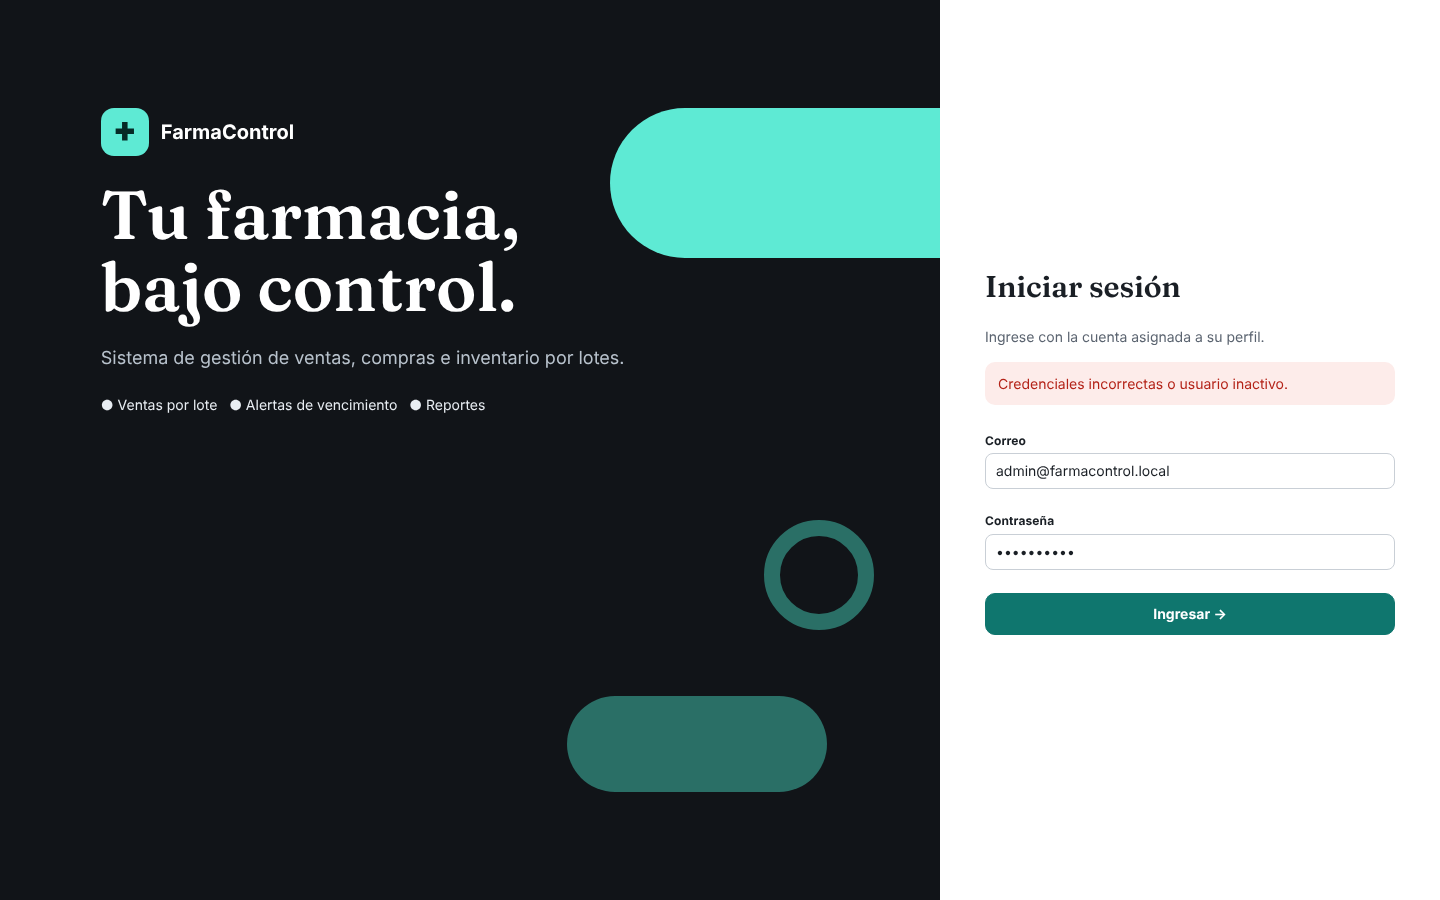 FarmaControl
Tu farmacia,
bajo control.
Sistema de gestión de ventas, compras e inventario por lotes.
● Ventas por lote ● Alertas de vencimiento ● Reportes
Iniciar sesión
Ingrese con la cuenta asignada a su perfil.
Credenciales incorrectas o usuario inactivo.
Correo
admin@farmacontrol.local
Contraseña
••••••••••
Ingresar →